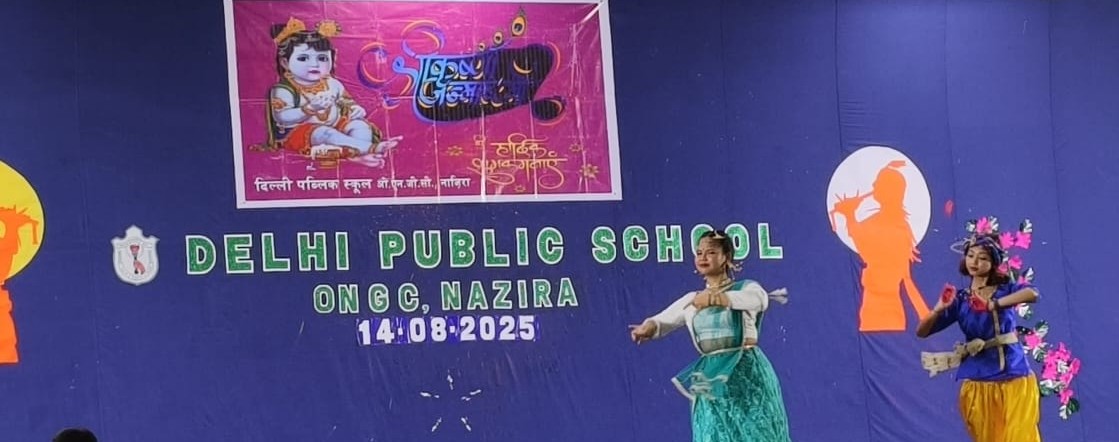 श्री कृष्ण
जन्माष्टमी
हार्दिक
शुभकामनाएं
दिल्ली पब्लिक स्कूल ओ.एन.जी.सी., नाज़िरा
DELHI PUBLIC SCHOOL
ONGC, NAZIRA
14-08-2025